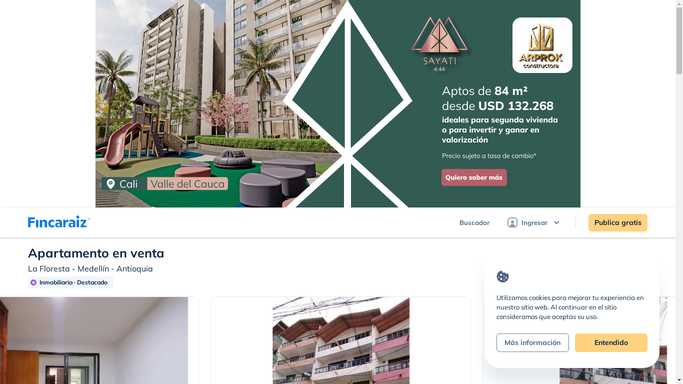 SAYATI
4:44
ARPROK
constructora
Aptos de 84 m²
desde USD 132.268
ideales para segunda vivienda
o para invertir y ganar en
valorización
Precio sujeto a tasa de cambio*
Quiero saber más
Cali Valle del Cauca
Fincaraiz
Buscador
Ingresar
Publica gratis
Apartamento en venta
La Floresta - Medellín - Antioquia
Inmobiliaria - Destacado
Utilizamos cookies para mejorar tu experiencia en
nuestro sitio web. Al continuar en el sitio
consideramos que aceptas su uso.
Más información
Entendido